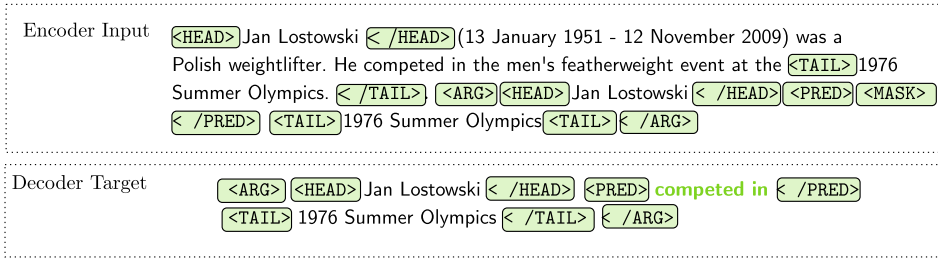 Encoder Input <HEAD> Jan Lostowski < /HEAD> (13 January 1951 - 12 November 2009) was a
Polish weightlifter. He competed in the men's featherweight event at the <TAIL> 1976
Summer Olympics. < /TAIL>. <ARG> <HEAD> Jan Lostowski < /HEAD> <PRED> <MASK>
< /PRED> <TAIL> 1976 Summer Olympics <TAIL> < /ARG>
Decoder Target <ARG> <HEAD> Jan Lostowski < /HEAD> <PRED> competed in < /PRED>
<TAIL> 1976 Summer Olympics < /TAIL> < /ARG>